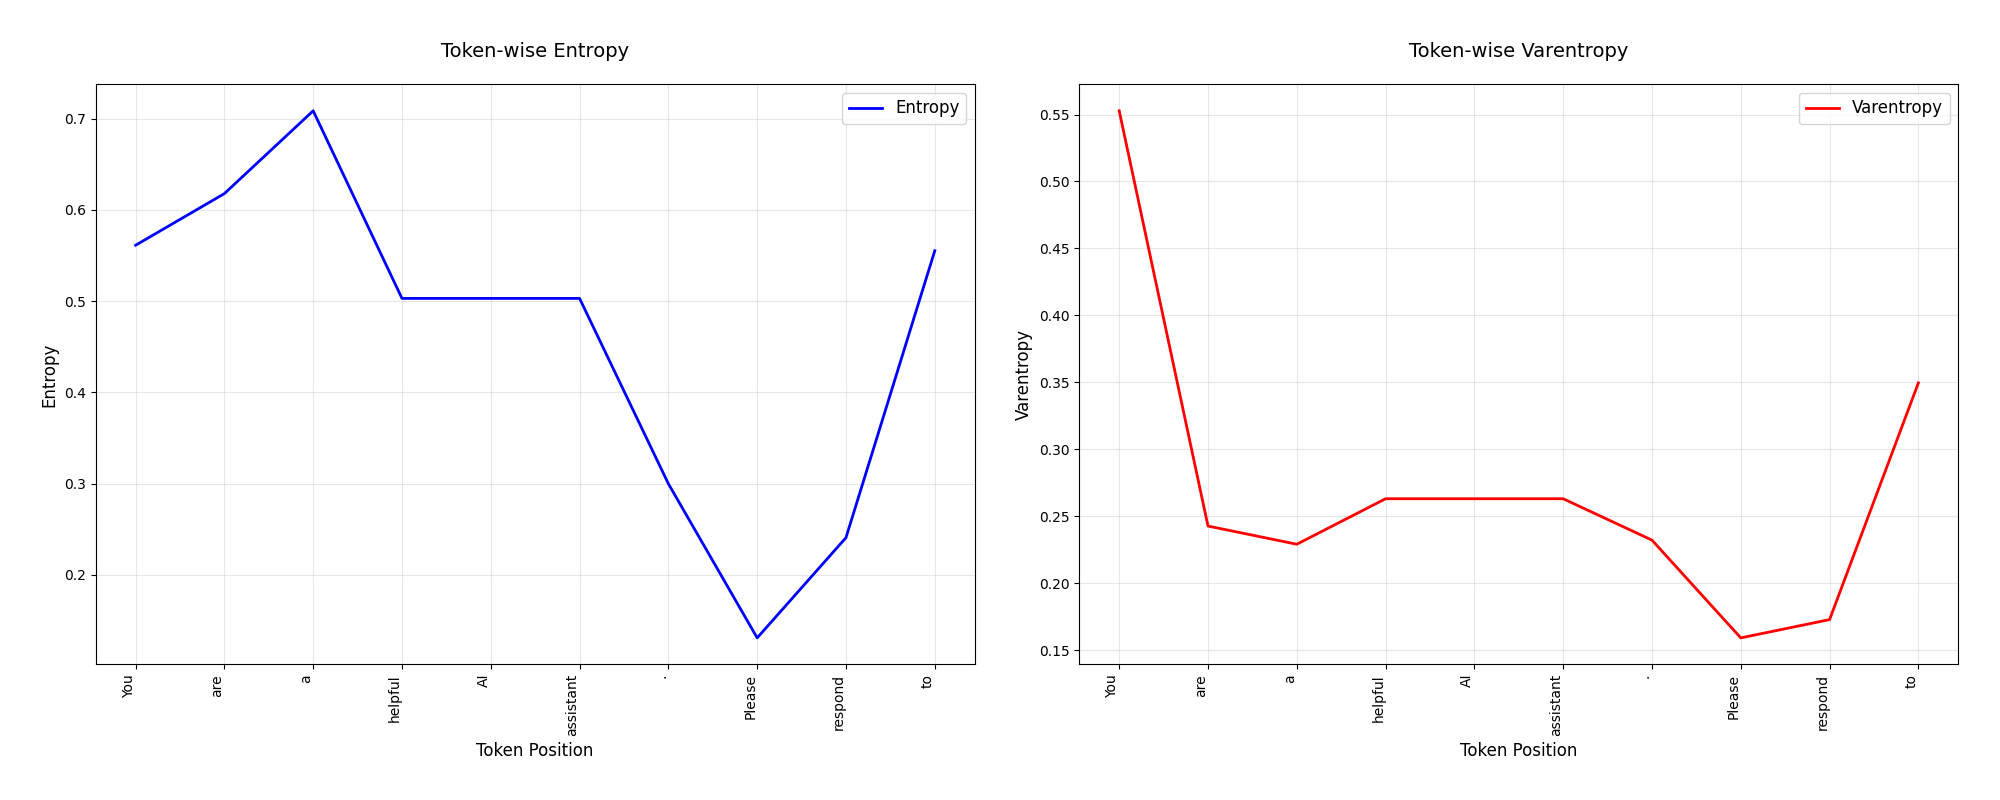 Token-wise Entropy
Entropy
0.7
0.6
0.5
0.4
0.3
0.2
Entropy
You
are
a
helpful
AI
assistant
.
Please
respond
to
Token Position
Token-wise Varentropy
Varentropy
0.55
0.50
0.45
0.40
0.35
0.30
0.25
0.20
0.15
Varentropy
You
are
a
helpful
AI
assistant
.
Please
respond
to
Token Position